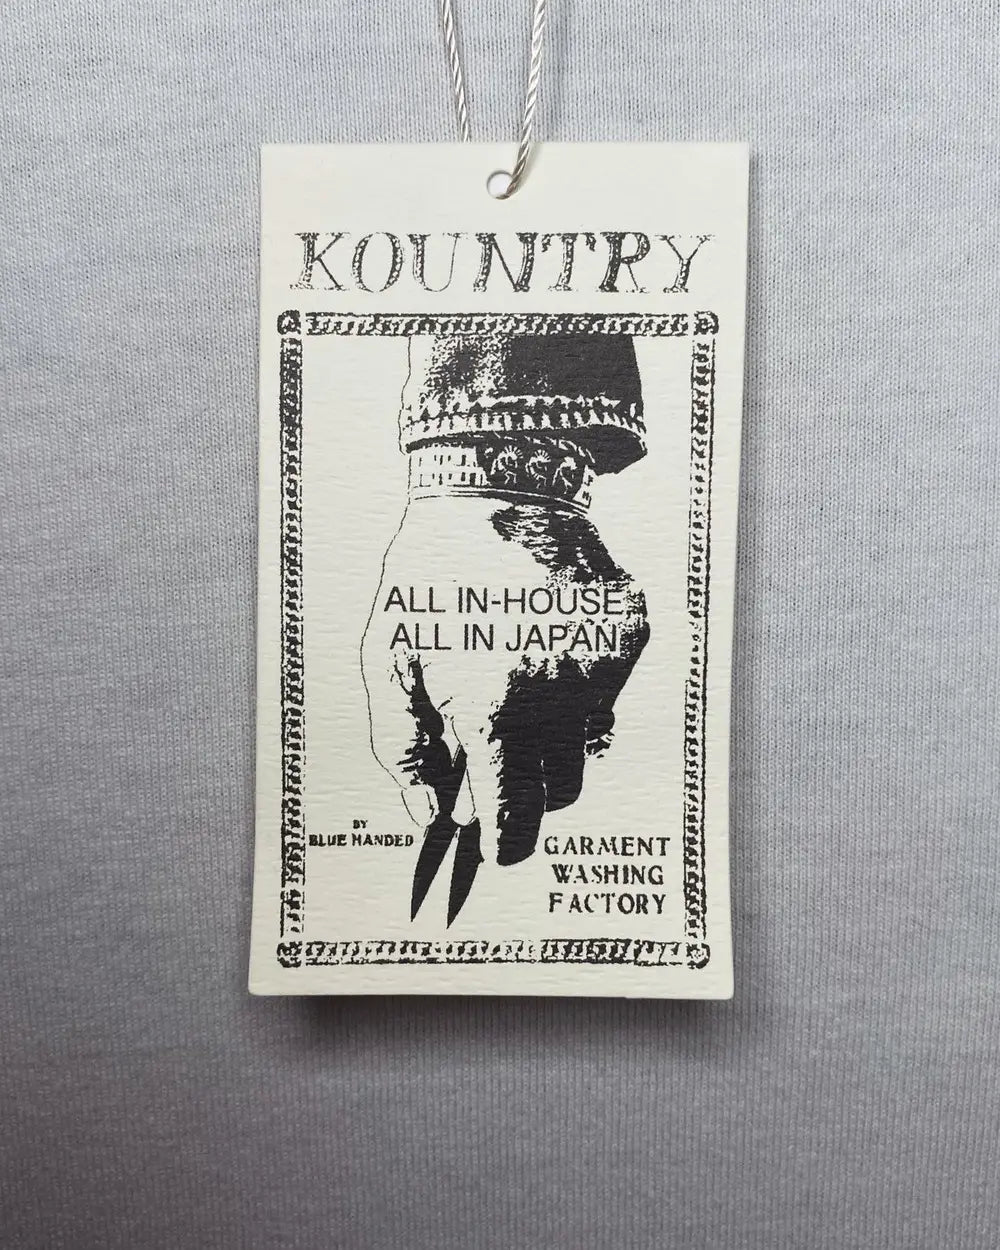 KOUNTRY
ALL IN-HOUSE,
ALL IN JAPAN
BY
BLUE HANDED
GARMENT
WASHING
FACTORY